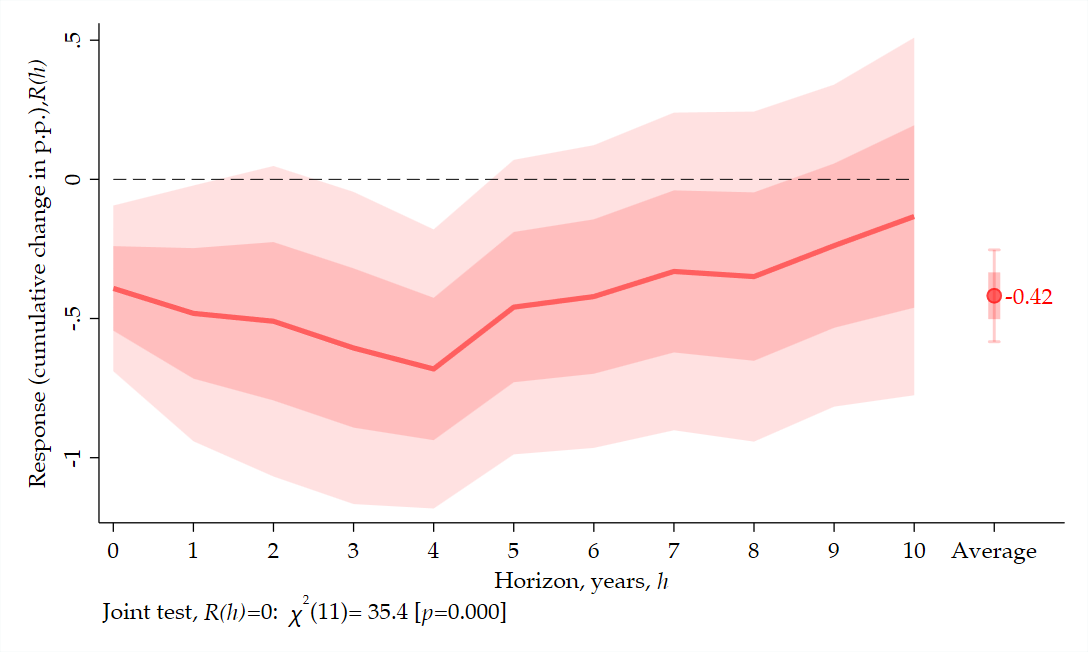 Response (cumulative change in p.p.),R(h)
.5
0
-.5
-1
-0.42
0 1 2 3 4 5 6 7 8 9 10 Average
Horizon, years, h
Joint test, R(h)=0: χ²(11)= 35.4 [p=0.000]